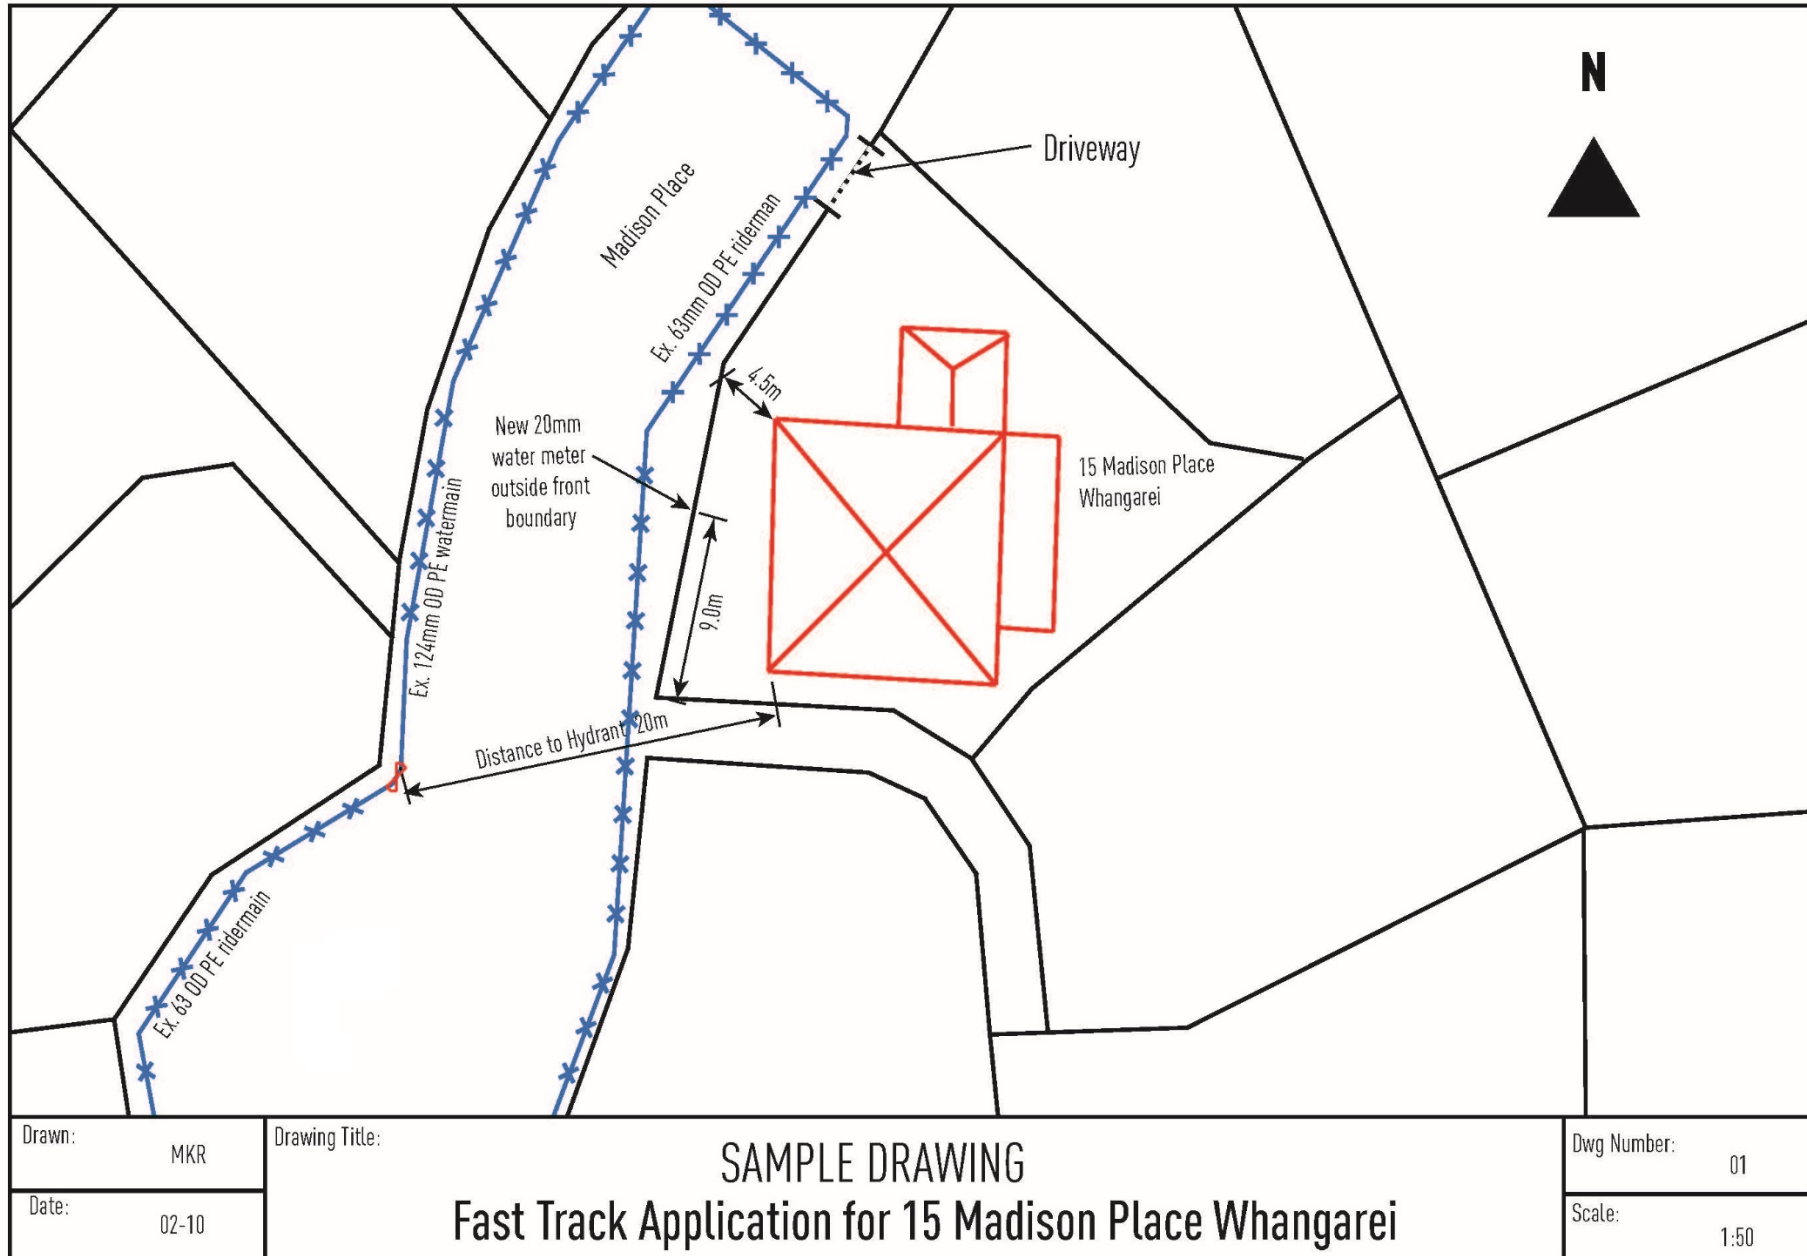 N
Driveway
Madison Place
Ex. 63mm OD PE riderman
4.5m
New 20mm
water meter
outside front
boundary
15 Madison Place
Whangarei
Ex. 124mm OD PE watermain
9.0m
Distance to Hydrant 20m
Ex. 63 OD PE ridermain
Drawn:
MKR
Date:
02-10
Drawing Title:
SAMPLE DRAWING
Fast Track Application for 15 Madison Place Whangarei
Dwg Number:
01
Scale:
1:50